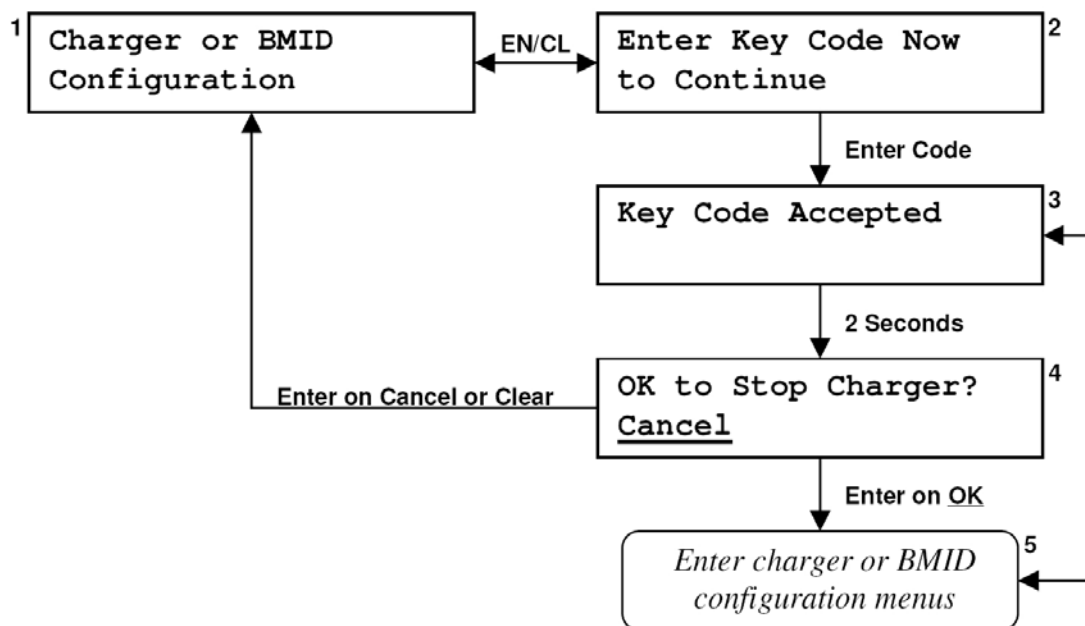 1
Charger or BMID
Configuration
EN/CL
2
Enter Key Code Now
to Continue
Enter Code
3
Key Code Accepted
2 Seconds
4
OK to Stop Charger?
Cancel
Enter on Cancel or Clear
Enter on OK
5
Enter charger or BMID
configuration menus